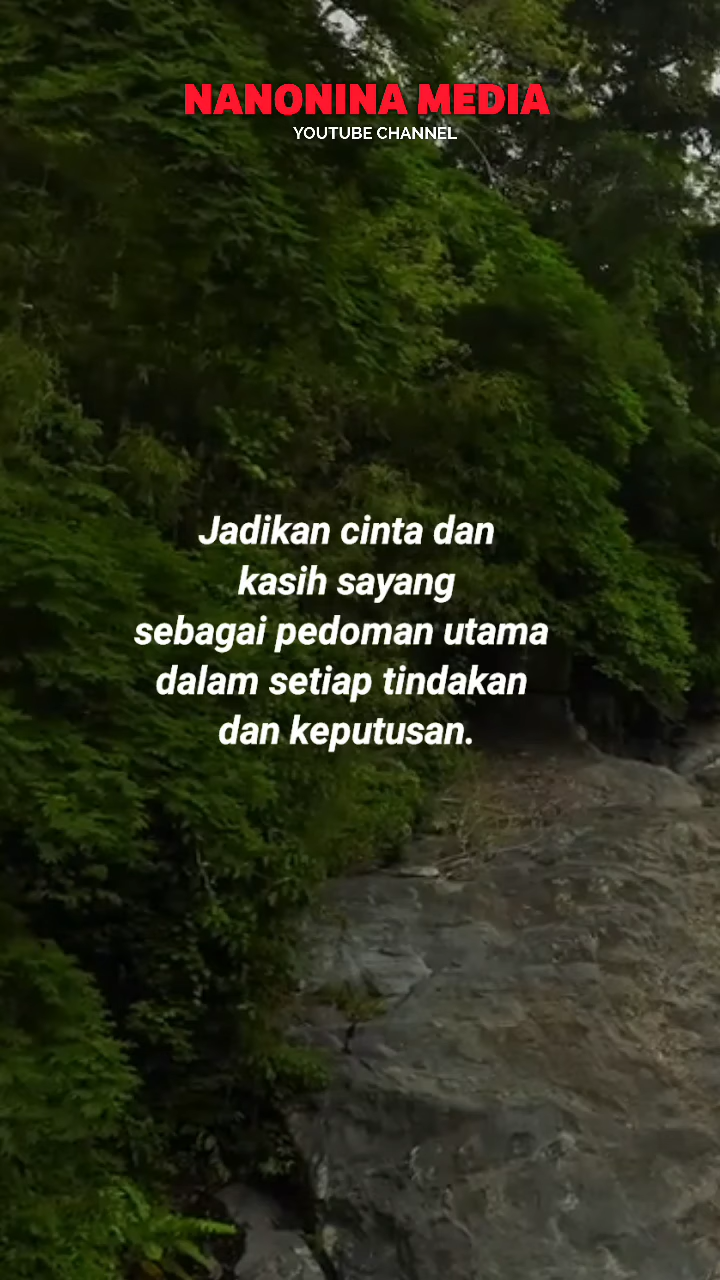 NANONINA MEDIA
YOUTUBE CHANNEL
Jadikan cinta dan
kasih sayang
sebagai pedoman utama
dalam setiap tindakan
dan keputusan.